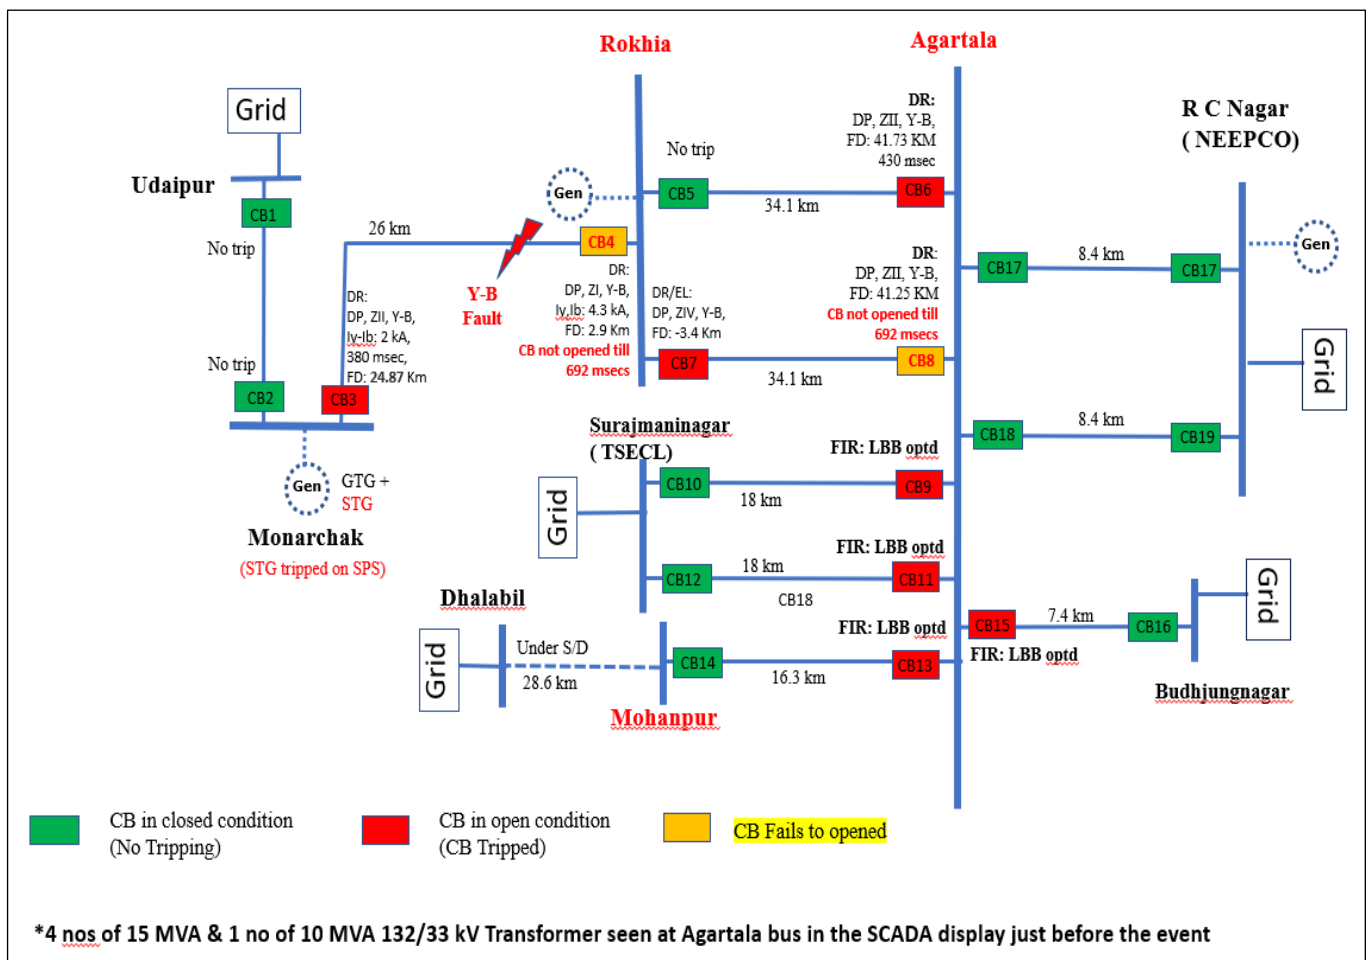 Rokhia
Agartala
Grid
Udaipur
CB1
No trip
No trip
CB2
26 km
DR:
DP, ZII, Y-B,
Iy-Ib: 2 kA,
380 msec,
FD: 24.87 Km
CB3
Gen
GTG +
STG
Monarchak
(STG tripped on SPS)
Y-B
Fault
Gen
CB4
DR:
DP, ZI, Y-B,
Iy,Ib: 4.3 kA,
FD: 2.9 Km
CB not opened till
692 msecs
No trip
CB5
34.1 km
DR:
DP, ZII, Y-B,
FD: 41.73 KM
430 msec
CB6
DR/EL:
DP, ZIV, Y-B,
FD: -3.4 Km
CB7
34.1 km
DR:
DP, ZII, Y-B,
FD: 41.25 KM
CB not opened till
692 msecs
CB8
R C Nagar
( NEEPCO)
CB17
8.4 km
CB17
Gen
Grid
CB18
8.4 km
CB19
Surajmaninagar
( TSECL)
Grid
CB10
18 km
FIR: LBB optd
CB9
CB12
18 km
CB18
FIR: LBB optd
CB11
Dhalabil
Grid
Under S/D
28.6 km
CB14
16.3 km
FIR: LBB optd
CB13
Mohanpur
CB15
7.4 km
CB16
FIR: LBB optd
Grid
Budhjungnagar
CB in closed condition
(No Tripping)
CB in open condition
(CB Tripped)
CB Fails to opened
*4 nos of 15 MVA & 1 no of 10 MVA 132/33 kV Transformer seen at Agartala bus in the SCADA display just before the event